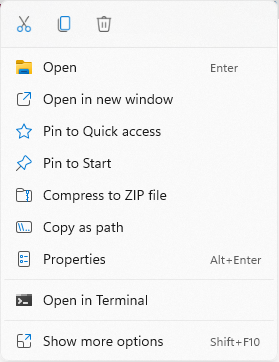 Open Enter
Open in new window
Pin to Quick access
Pin to Start
Compress to ZIP file
Copy as path
Properties Alt+Enter
Open in Terminal
Show more options Shift+F10